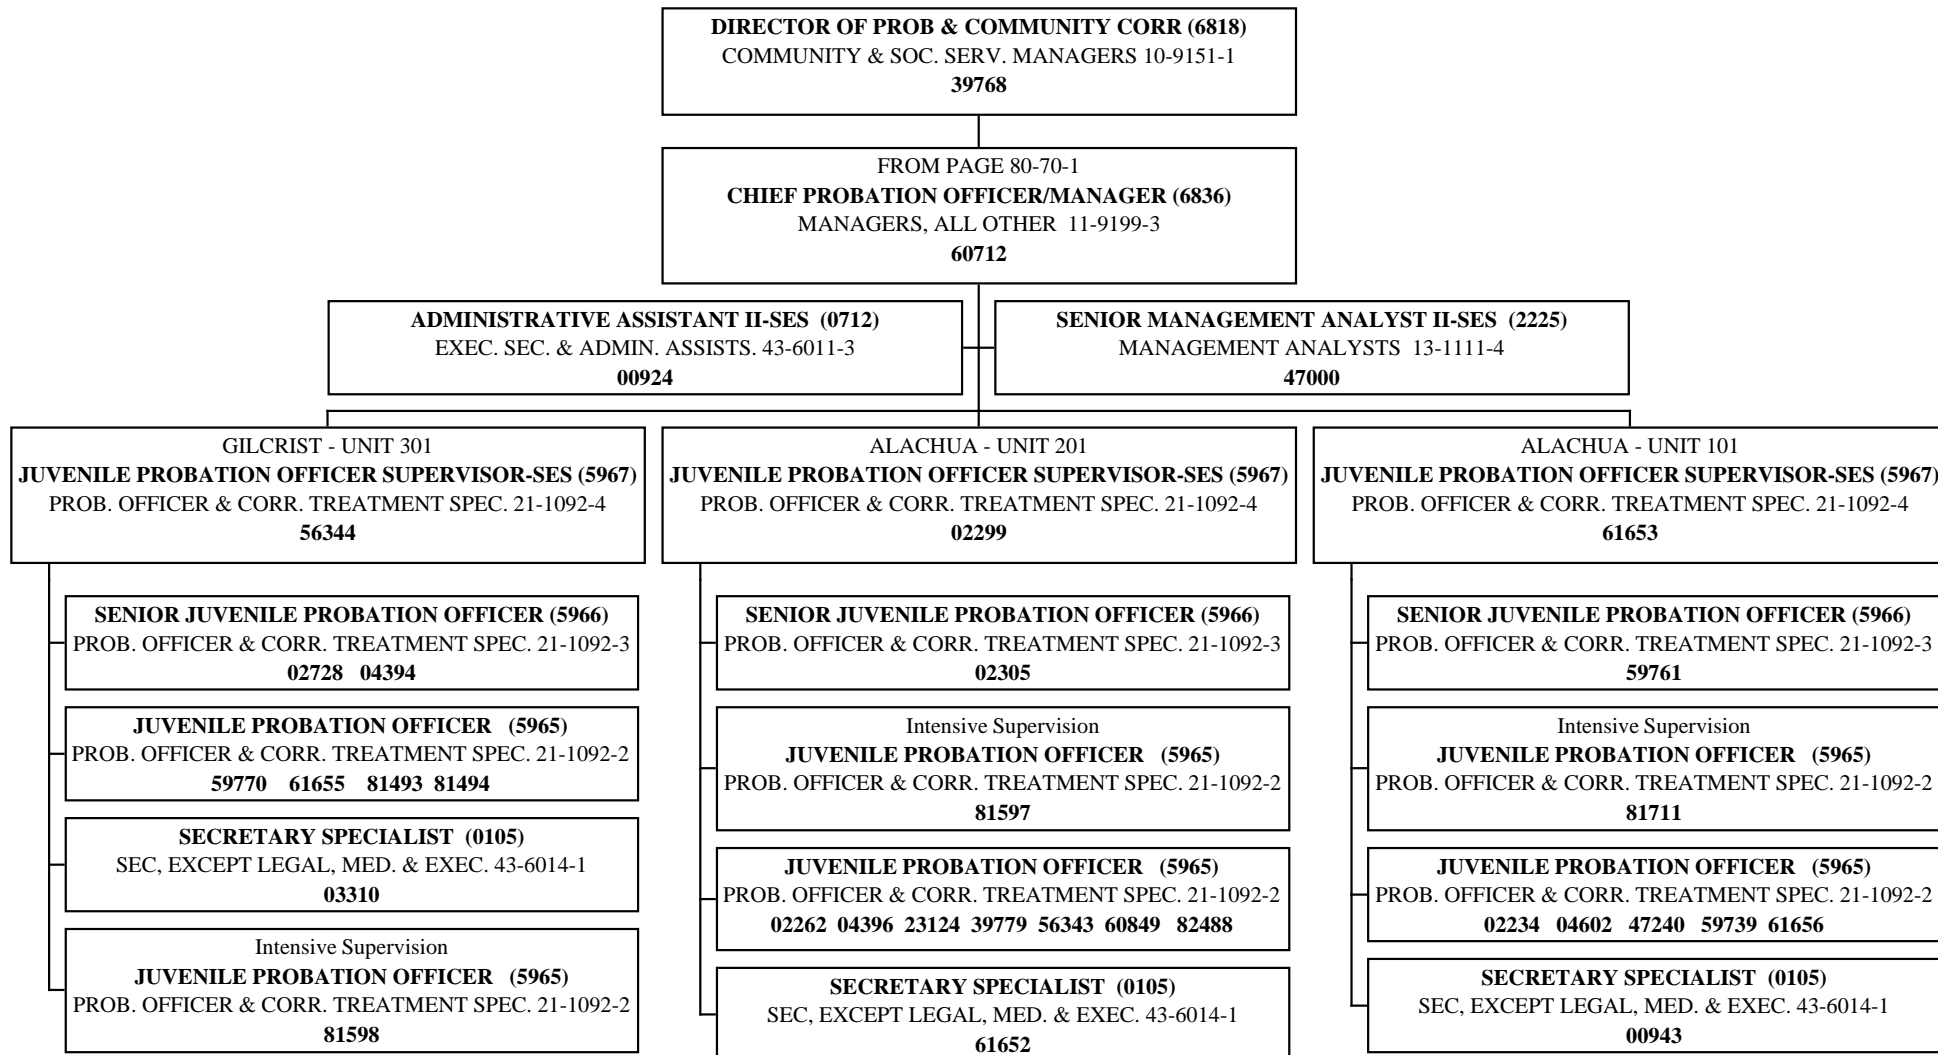 DIRECTOR OF PROB & COMMUNITY CORR (6818)
COMMUNITY & SOC. SERV. MANAGERS 10-9151-1
39768
FROM PAGE 80-70-1
CHIEF PROBATION OFFICER/MANAGER (6836)
MANAGERS, ALL OTHER 11-9199-3
60712
ADMINISTRATIVE ASSISTANT II-SES (0712)
EXEC. SEC. & ADMIN. ASSISTS. 43-6011-3
00924
SENIOR MANAGEMENT ANALYST II-SES (2225)
MANAGEMENT ANALYSTS 13-1111-4
47000
GILCRIST - UNIT 301
JUVENILE PROBATION OFFICER SUPERVISOR-SES (5967)
PROB. OFFICER & CORR. TREATMENT SPEC. 21-1092-4
56344
SENIOR JUVENILE PROBATION OFFICER (5966)
PROB. OFFICER & CORR. TREATMENT SPEC. 21-1092-3
02728 04394
JUVENILE PROBATION OFFICER (5965)
PROB. OFFICER & CORR. TREATMENT SPEC. 21-1092-2
59770 61655 81493 81494
SECRETARY SPECIALIST (0105)
SEC, EXCEPT LEGAL, MED. & EXEC. 43-6014-1
03310
Intensive Supervision
JUVENILE PROBATION OFFICER (5965)
PROB. OFFICER & CORR. TREATMENT SPEC. 21-1092-2
81598
ALACHUA - UNIT 201
JUVENILE PROBATION OFFICER SUPERVISOR-SES (5967)
PROB. OFFICER & CORR. TREATMENT SPEC. 21-1092-4
02299
SENIOR JUVENILE PROBATION OFFICER (5966)
PROB. OFFICER & CORR. TREATMENT SPEC. 21-1092-3
02305
Intensive Supervision
JUVENILE PROBATION OFFICER (5965)
PROB. OFFICER & CORR. TREATMENT SPEC. 21-1092-2
81597
JUVENILE PROBATION OFFICER (5965)
PROB. OFFICER & CORR. TREATMENT SPEC. 21-1092-2
02262 04396 23124 39779 56343 60849 82488
SECRETARY SPECIALIST (0105)
SEC, EXCEPT LEGAL, MED. & EXEC. 43-6014-1
61652
ALACHUA - UNIT 101
JUVENILE PROBATION OFFICER SUPERVISOR-SES (5967)
PROB. OFFICER & CORR. TREATMENT SPEC. 21-1092-4
61653
SENIOR JUVENILE PROBATION OFFICER (5966)
PROB. OFFICER & CORR. TREATMENT SPEC. 21-1092-3
59761
Intensive Supervision
JUVENILE PROBATION OFFICER (5965)
PROB. OFFICER & CORR. TREATMENT SPEC. 21-1092-2
81711
JUVENILE PROBATION OFFICER (5965)
PROB. OFFICER & CORR. TREATMENT SPEC. 21-1092-2
02234 04602 47240 59739 61656
SECRETARY SPECIALIST (0105)
SEC, EXCEPT LEGAL, MED. & EXEC. 43-6014-1
00943